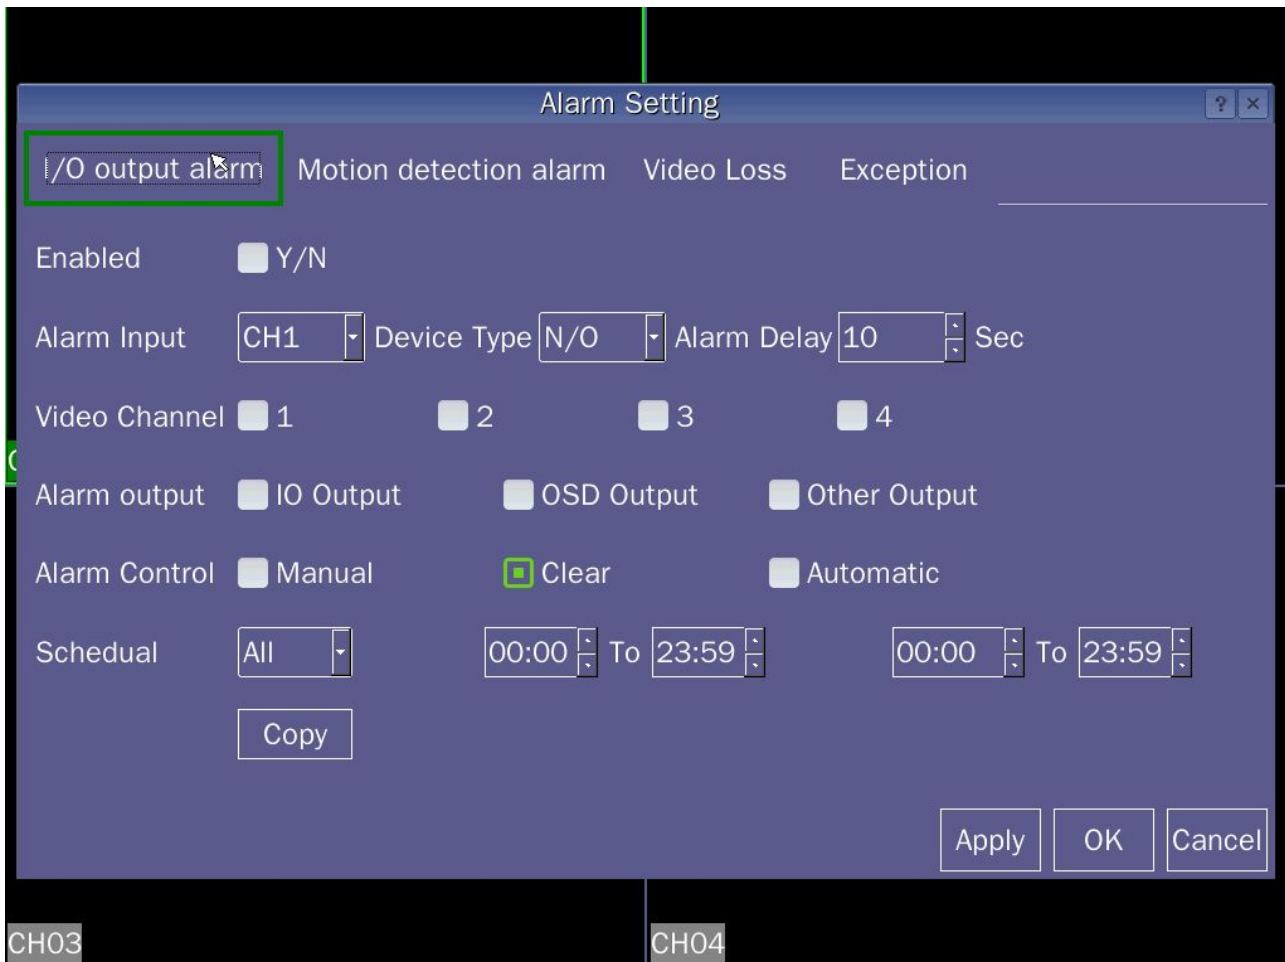 Alarm Setting ? ×
I/O output alarm Motion detection alarm Video Loss Exception
Enabled Y/N
Alarm Input CH1 Device Type N/O Alarm Delay 10 Sec
Video Channel 1 2 3 4
Alarm output IO Output OSD Output Other Output
Alarm Control Manual Clear Automatic
Schedual All 00:00 To 23:59 00:00 To 23:59
Copy
Apply OK Cancel
CH03 CH04